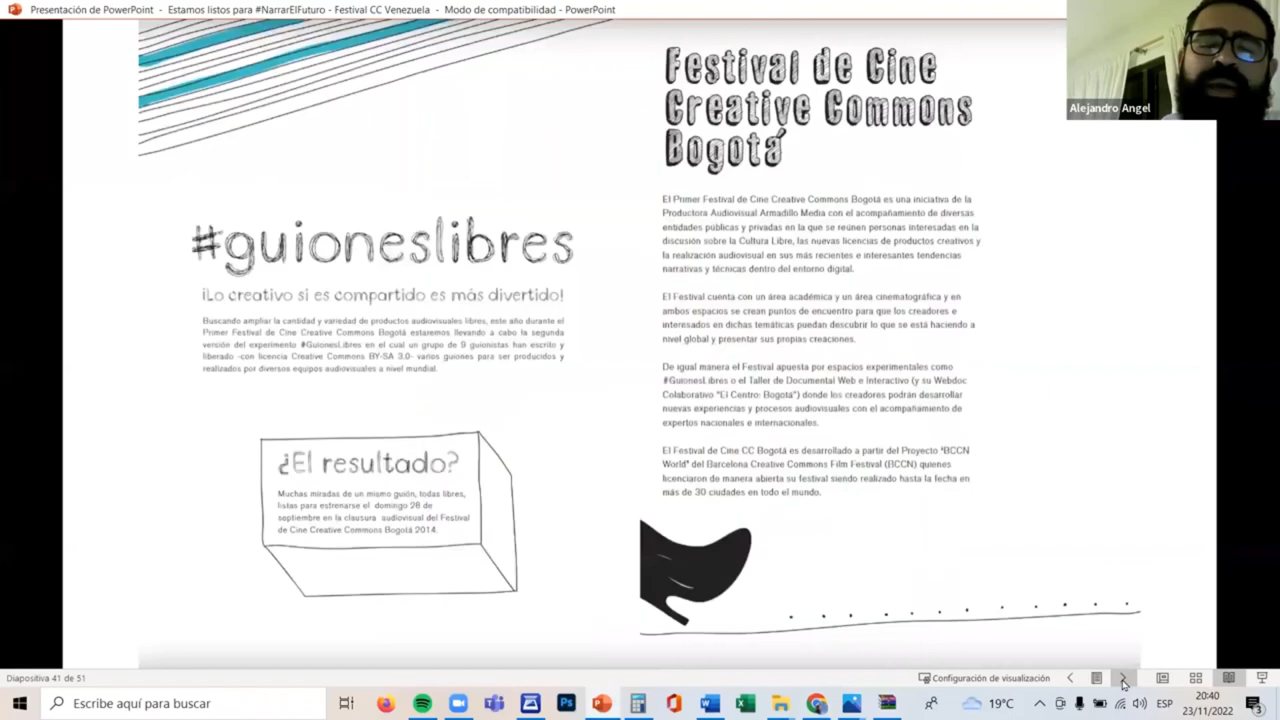 Presentación de PowerPoint - Estamos listos para #NarrarElFuturo - Festival CC Venezuela - Modo de compatibilidad - PowerPoint
Alejandro Angel
#guioneslibres
¡Lo creativo si es compartido es más divertido!
Buscando ampliar la cantidad y variedad de productos audiovisuales libres, este año durante el
Primer Festival de Cine Creative Commons Bogotá estaremos llevando a cabo la segunda
versión del experimento #GuionesLibres en el cual un grupo de 9 guionistas han escrito y
liberado -con licencia Creative Commons BY-SA 3.0- varios guiones para ser producidos y
realizados por diversos equipos audiovisuales a nivel mundial.
¿El resultado?
Muchas miradas de un mismo guión, todas libres,
listas para estrenarse el domingo 28 de
septiembre en la clausura audiovisual del Festival
de Cine Creative Commons Bogotá 2014.
Festival de Cine
Creative Commons
Bogotá
El Primer Festival de Cine Creative Commons Bogotá es una iniciativa de la
Productora Audiovisual Armadillo Media con el acompañamiento de diversas
entidades públicas y privadas en la que se reúnen personas interesadas en la
discusión sobre la Cultura Libre, las nuevas licencias de productos creativos y
la realización audiovisual en sus más recientes e interesantes tendencias
narrativas y técnicas dentro del entorno digital.
El Festival cuenta con un área académica y un área cinematográfica y en
ambos espacios se crean puntos de encuentro para que los creadores e
interesados en dichas temáticas puedan descubrir lo que se está haciendo a
nivel global y presentar sus propias creaciones.
De igual manera el Festival apuesta por espacios experimentales como
#GuionesLibres o el Taller de Documental Web e Interactivo (y su Webdoc
Colaborativo "El Centro: Bogotá") donde los creadores podrán desarrollar
nuevas experiencias y procesos audiovisuales con el acompañamiento de
expertos nacionales e internacionales.
El Festival de Cine CC Bogotá es desarrollado a partir del Proyecto "BCCN
World" del Barcelona Creative Commons Film Festival (BCCN) quienes
licenciaron de manera abierta su festival siendo realizado hasta la fecha en
más de 30 ciudades en todo el mundo.
Diapositiva 41 de 51
Configuración de visualización
Escribe aquí para buscar
19°C
ESP
20:40
23/11/2022
3